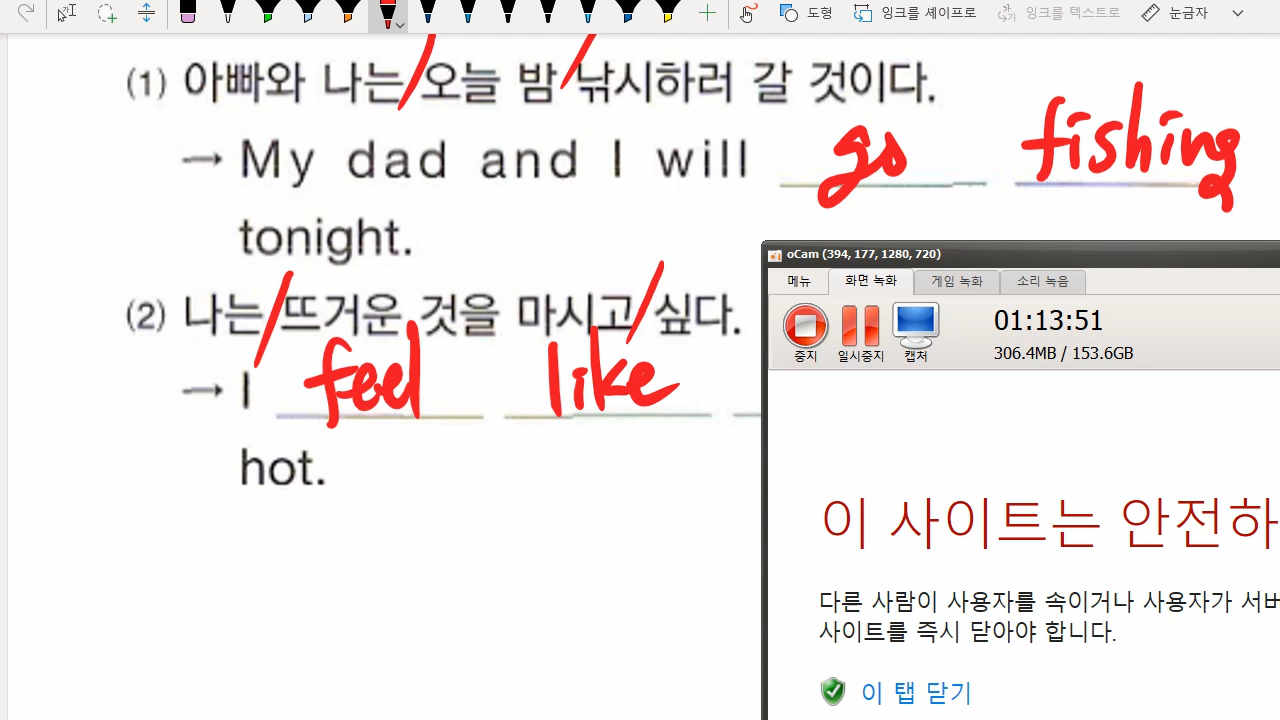 도형 잉크를 셰이프로 잉크를 텍스트로 눈금자
(1) 아빠와 나는 오늘 밤 낚시하러 갈 것이다.
→ My dad and I will go fishing
tonight.
(2) 나는 뜨거운 것을 마시고 싶다.
→ I feel like
hot.
oCam (394, 177, 1280, 720)
메뉴 화면 녹화 게임 녹화 소리 녹음
01:13:51
306.4MB / 153.6GB
중지 일시중지 캡처
이 사이트는 안전하
다른 사람이 사용자를 속이거나 사용자가 서버
사이트를 즉시 닫아야 합니다.
이 탭 닫기